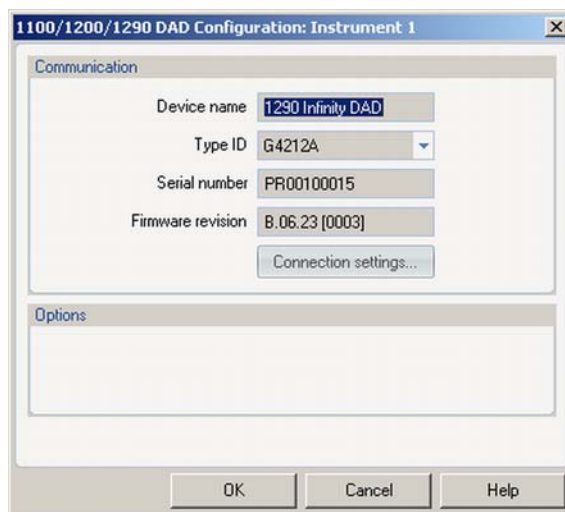 1100/1200/1290 DAD Configuration: Instrument 1
Communication
Device name 1290 Infinity DAD
Type ID G4212A
Serial number PR00100015
Firmware revision B.06.23 [0003]
Connection settings...
Options
OK Cancel Help